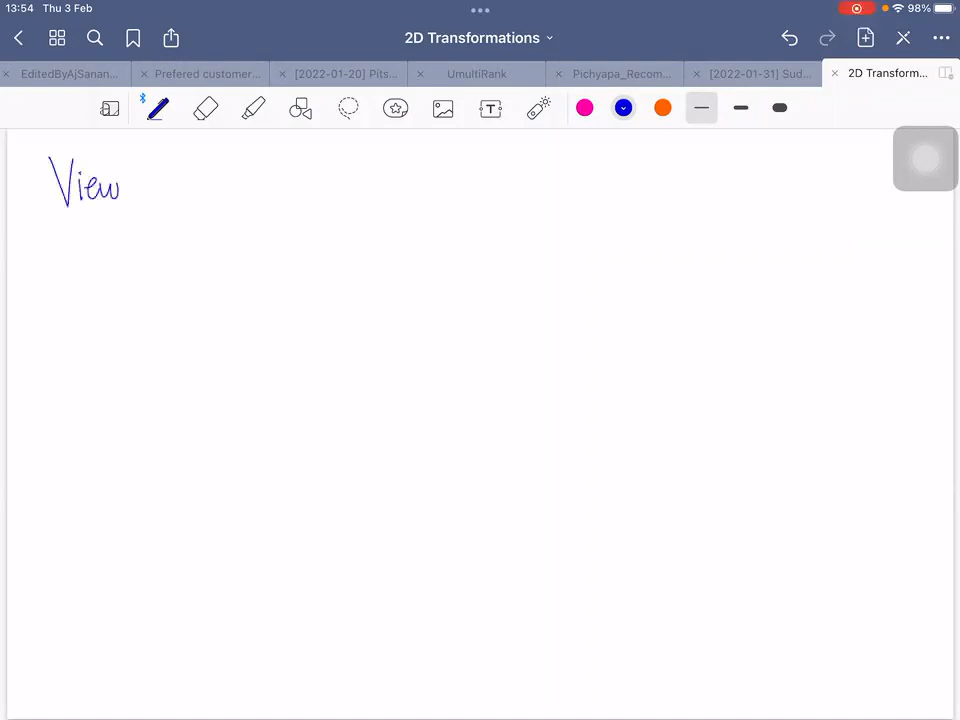 13:54 Thu 3 Feb 98%
2D Transformations
EditedByAjSanan... Prefered customer... [2022-01-20] Pits... UmultiRank Pichyapa_Recom... [2022-01-31] Sud... 2D Transform...
View